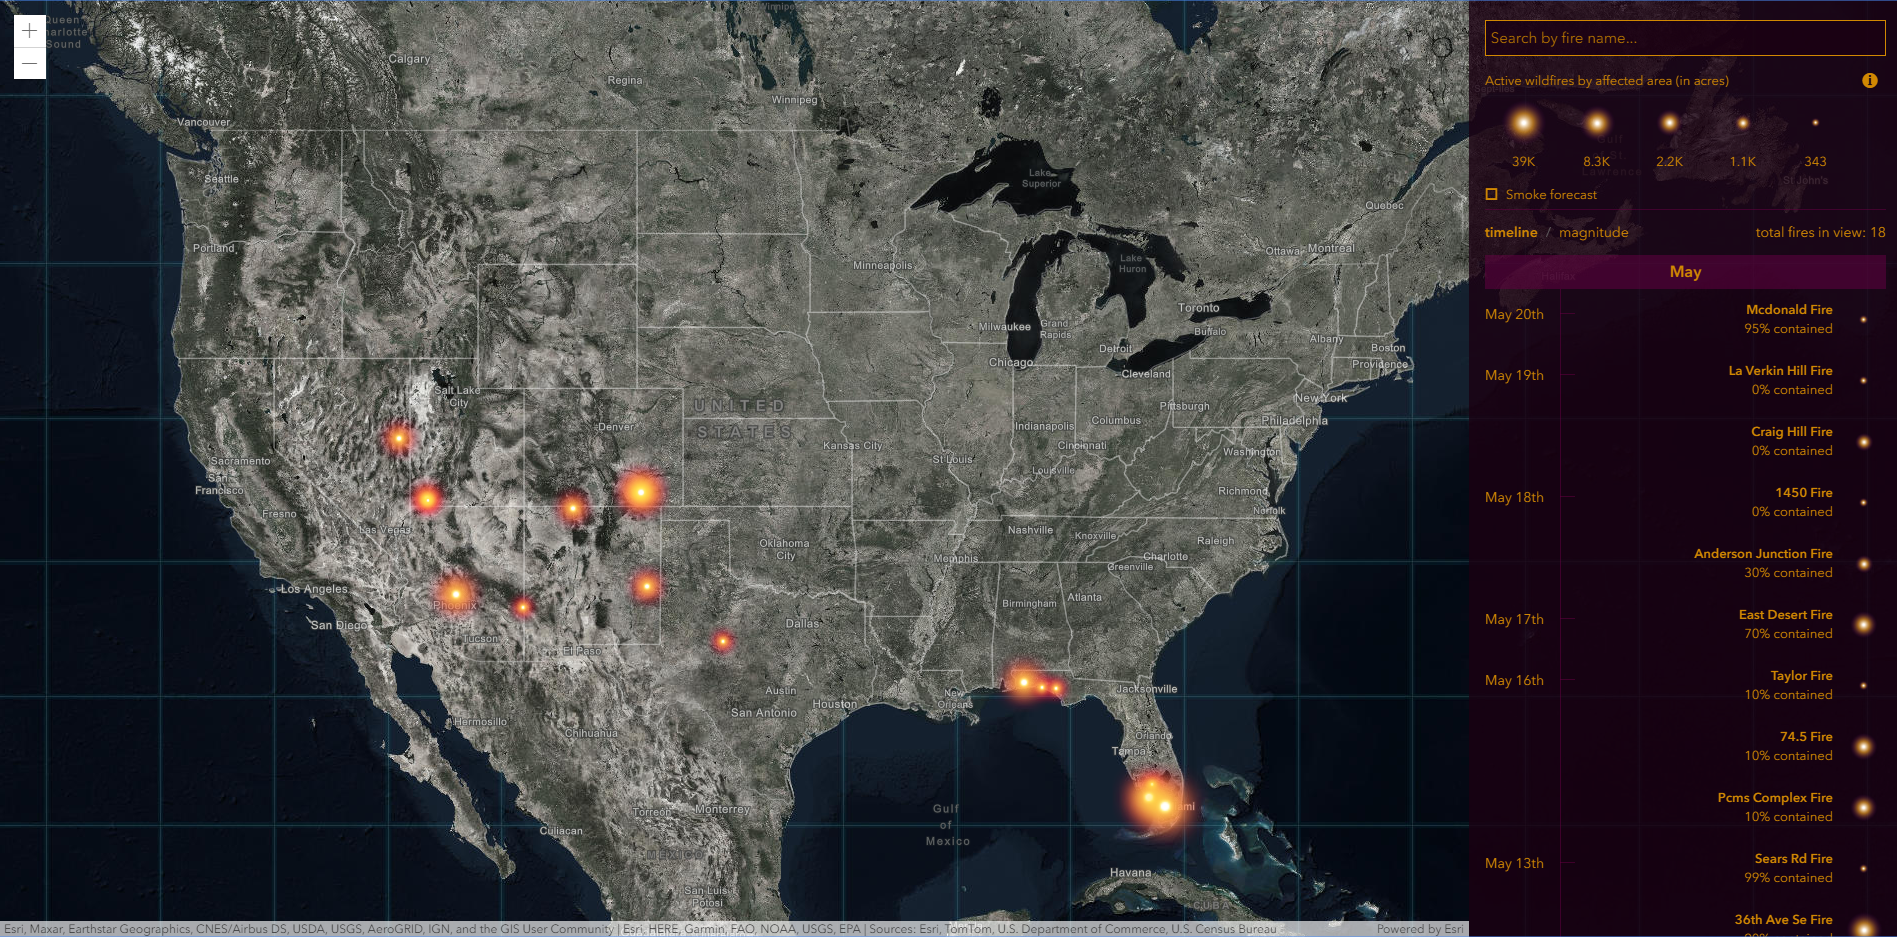 Queen
Charlotte
Sound
Winnipeg
Calgary
Regina
Winnipeg
Vancouver
Seattle
Portland
Lake
Superior
Quebec
Ottawa
Montreal
Minneapolis
Lake
Huron
Toronto
Milwaukee
Grand
Rapids
Buffalo
Albany
Boston
Detroit
Chicago
Cleveland
Providence
Salt Lake
City
UNITED
STATES
New York
Pittsburgh
Philadelphia
Denver
Columbus
Indianapolis
Kansas City
Cincinnati
Washington
Sacramento
St Louis
Louisville
San
Francisco
Richmond
Norfolk
Fresno
Las Vegas
Nashville
Knoxville
Raleigh
Oklahoma
City
Memphis
Charlotte
Greenville
Los Angeles
Phoenix
Birmingham
Atlanta
San Diego
Dallas
Tucson
El Paso
Austin
New
Orleans
Jacksonville
Houston
San Antonio
Hermosillo
Chihuahua
Orlando
Tampa
Torreón
Monterrey
Gulf
of
Mexico
Culiacan
MÉXICO
Havana
San Luis
Potosi
CUBA
Esri, Maxar, Earthstar Geographics, CNES/Airbus DS, USDA, USGS, AeroGRID, IGN, and the GIS User Community | Esri, HERE, Garmin, FAO, NOAA, USGS, EPA | Sources: Esri, TomTom, U.S. Department of Commerce, U.S. Census Bureau
Powered by Esri
Search by fire name...
Active wildfires by affected area (in acres)
39K 8.3K 2.2K 1.1K 343
Gulf
Lawrence
St John's
Smoke forecast
timeline / magnitude total fires in view: 18
May
Halifax
May 20th Mcdonald Fire
95% contained
May 19th La Verkin Hill Fire
0% contained
Craig Hill Fire
0% contained
May 18th 1450 Fire
0% contained
Anderson Junction Fire
30% contained
May 17th East Desert Fire
70% contained
May 16th Taylor Fire
10% contained
74.5 Fire
10% contained
Pcms Complex Fire
10% contained
May 13th Sears Rd Fire
99% contained
36th Ave Se Fire